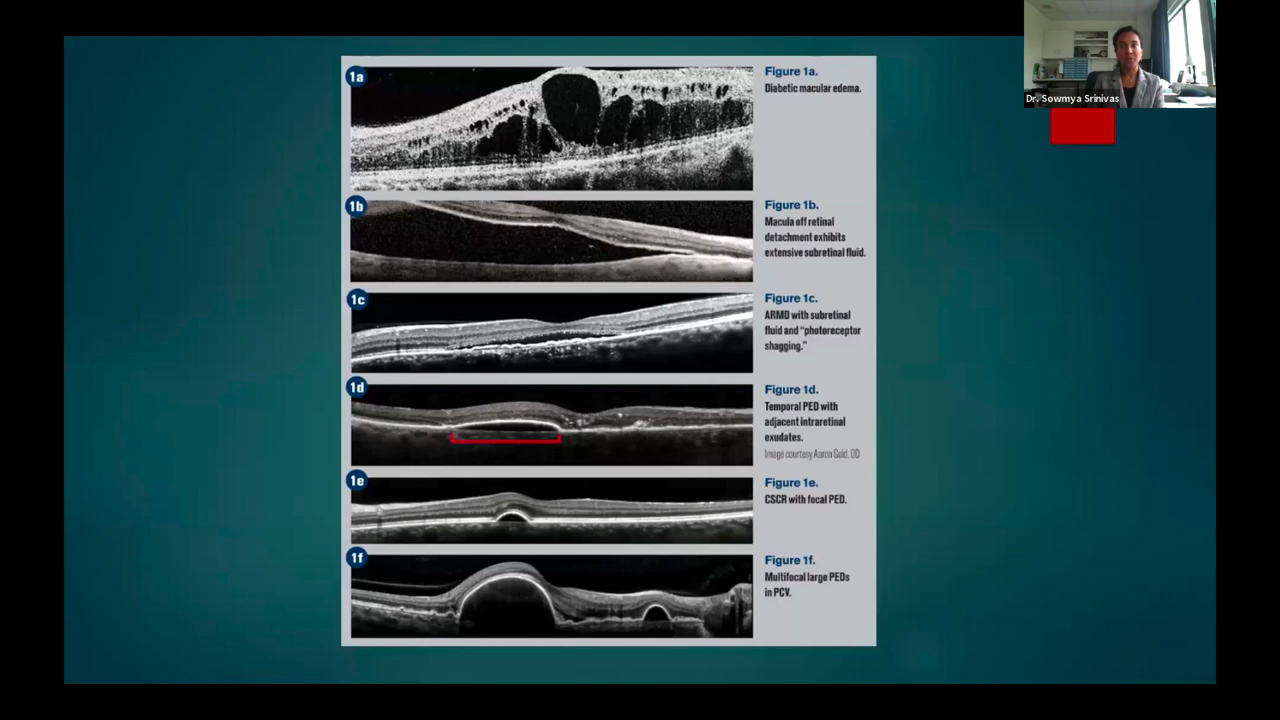 Dr. Sowmya Srinivas
1a
Figure 1a.
Diabetic macular edema.
1b
Figure 1b.
Macula off retinal
detachment exhibits
extensive subretinal fluid.
1c
Figure 1c.
ARMD with subretinal
fluid and “photoreceptor
shagging.”
1d
Figure 1d.
Temporal PED with
adjacent intraretinal
exudates.
Image courtesy Aaron Gold, OD
1e
Figure 1e.
CSCR with focal PED.
1f
Figure 1f.
Multifocal large PEDs
in PCV.